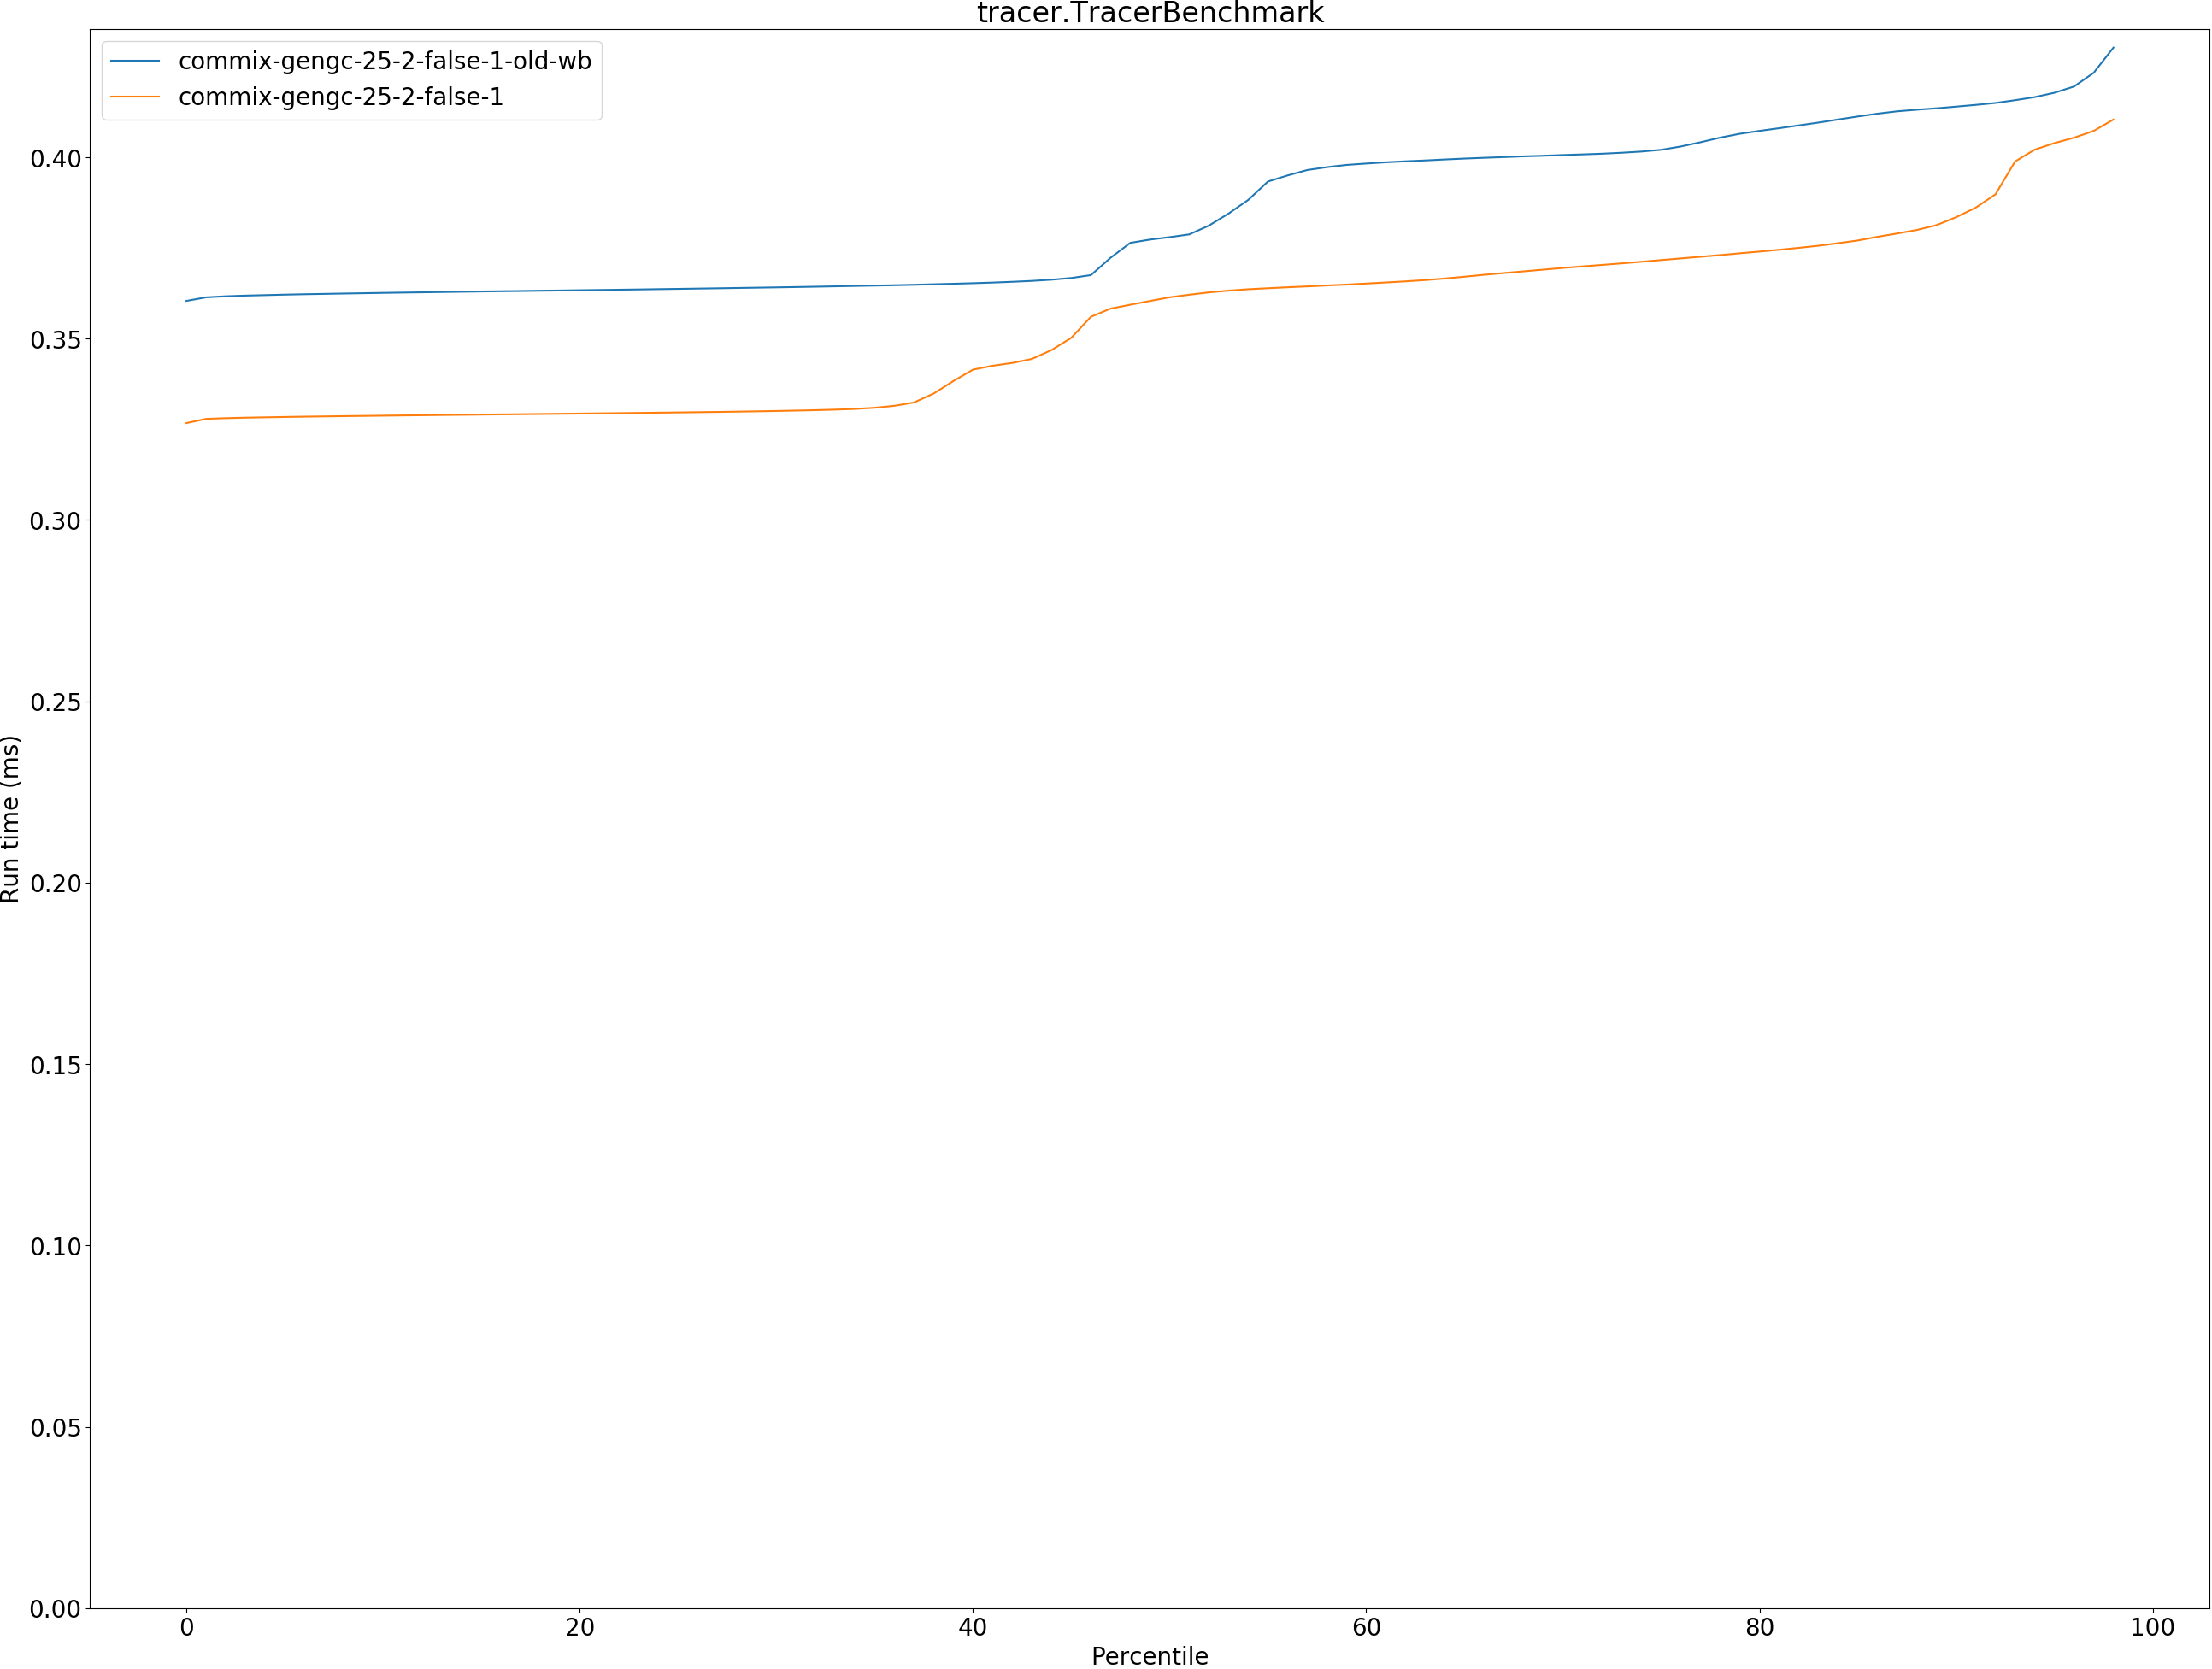 tracer.TracerBenchmark
commix-gengc-25-2-false-1-old-wb
commix-gengc-25-2-false-1
0.40
0.35
0.30
0.25
0.20
0.15
0.10
0.05
0.00
Run time (ms)
0 20 40 60 80 100
Percentile